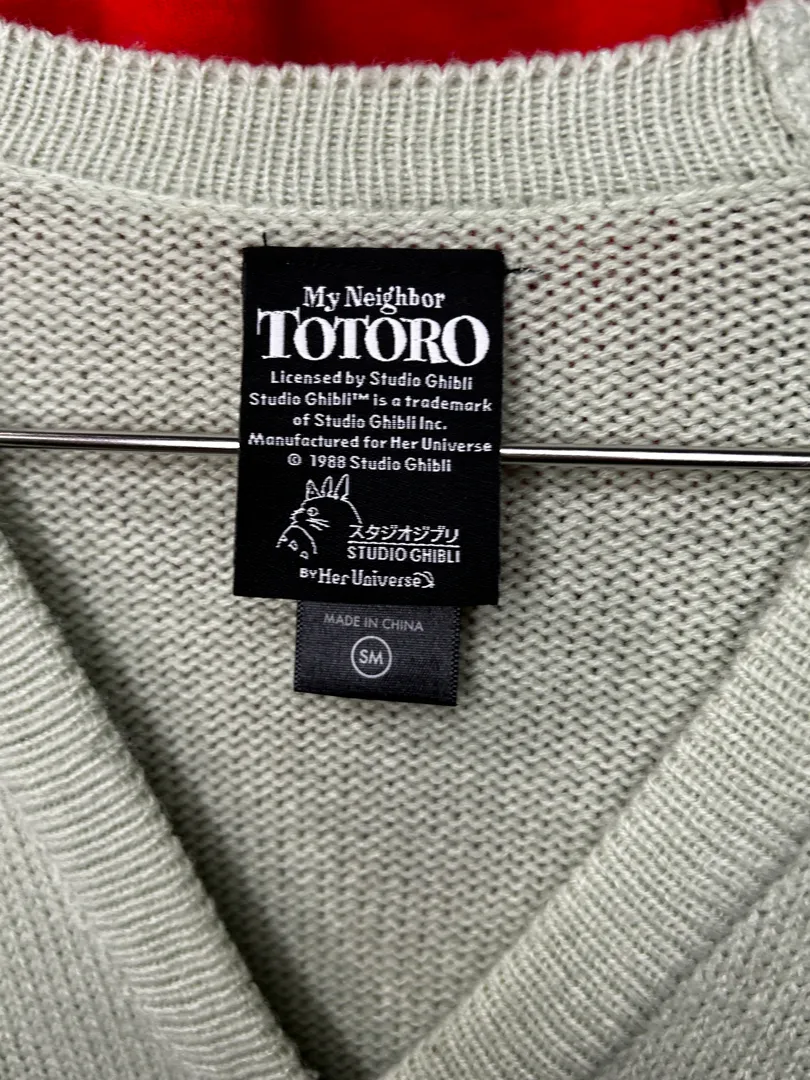 My Neighbor
TOTORO
Licensed by Studio Ghibli
Studio Ghibli™ is a trademark
of Studio Ghibli Inc.
Manufactured for Her Universe
© 1988 Studio Ghibli
スタジオジブリ
STUDIO GHIBLI
BY Her Universe
MADE IN CHINA
SM